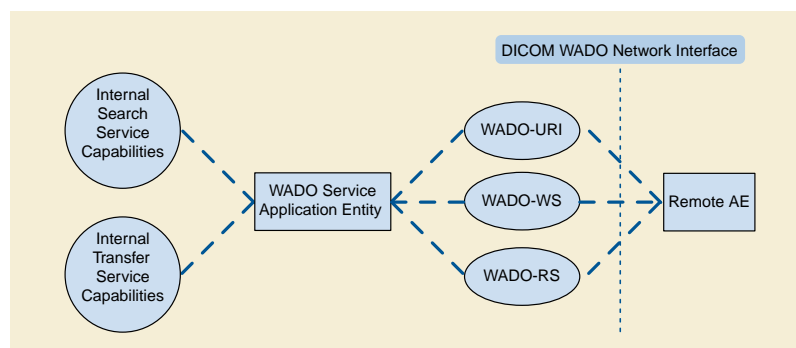 DICOM WADO Network Interface
Internal
Search
Service
Capabilities
WADO-URI
WADO Service
Application Entity
WADO-WS
Remote AE
Internal
Transfer
Service
Capabilities
WADO-RS